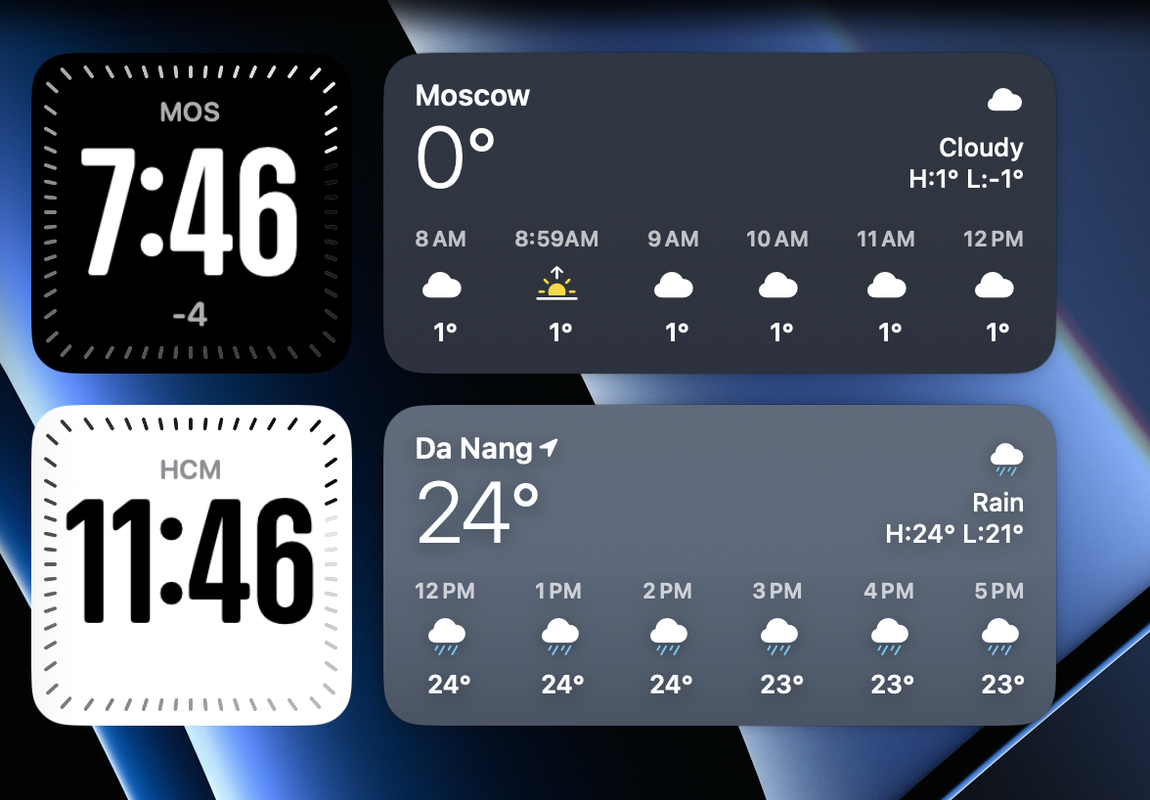 MOS
7:46
-4
Moscow
0°
Cloudy
H:1° L:-1°
8 AM 8:59AM 9 AM 10 AM 11 AM 12 PM
1° 1° 1° 1° 1° 1°
HCM
11:46
Da Nang
24°
Rain
H:24° L:21°
12 PM 1 PM 2 PM 3 PM 4 PM 5 PM
24° 24° 24° 23° 23° 23°